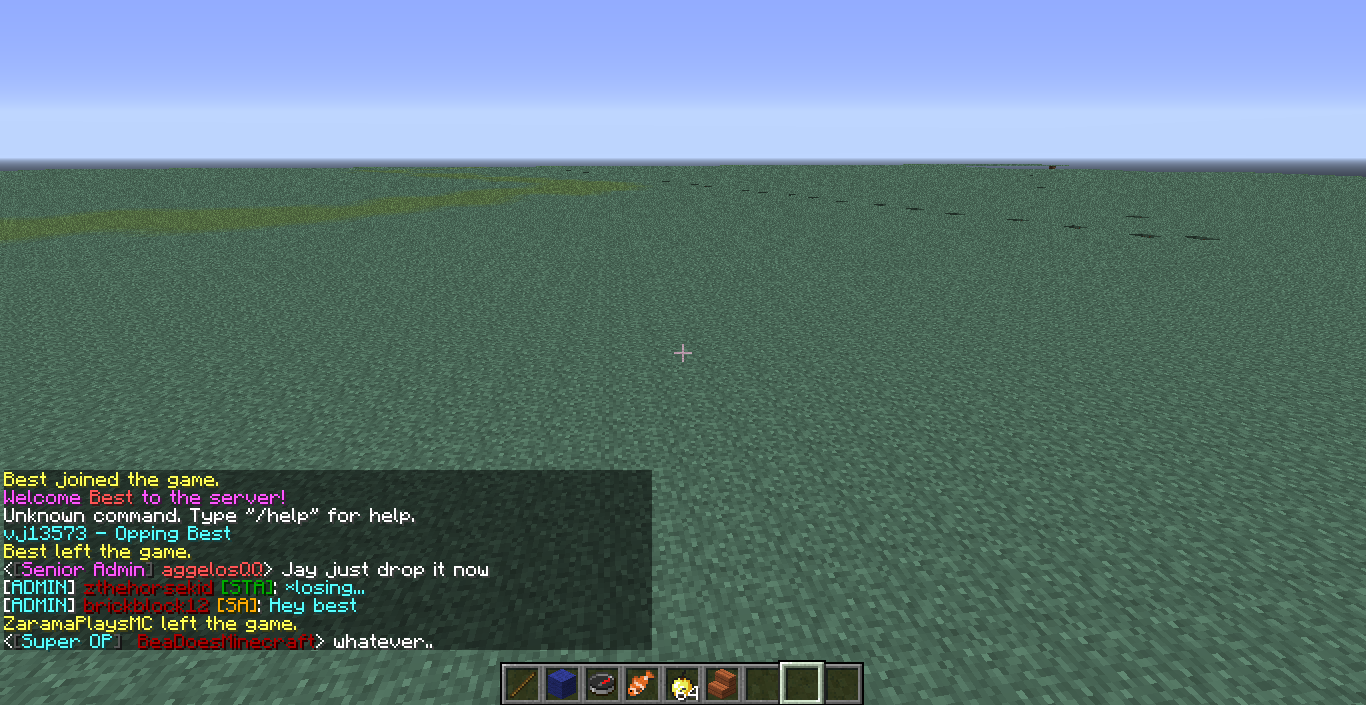 Best joined the game.
Welcome Best to the server!
Unknown command. Type "/help" for help.
vj13573 - Opping Best
Best left the game.
<[Senior Admin] aggelosQQ> Jay just drop it now
[ADMIN] zthehorsekid [STA]: *losing...
[ADMIN] brickblock12 [SA]: Hey best
ZaramaPlaysMC left the game.
<[Super OP] BeaDoesMinecraft> whatever..
64